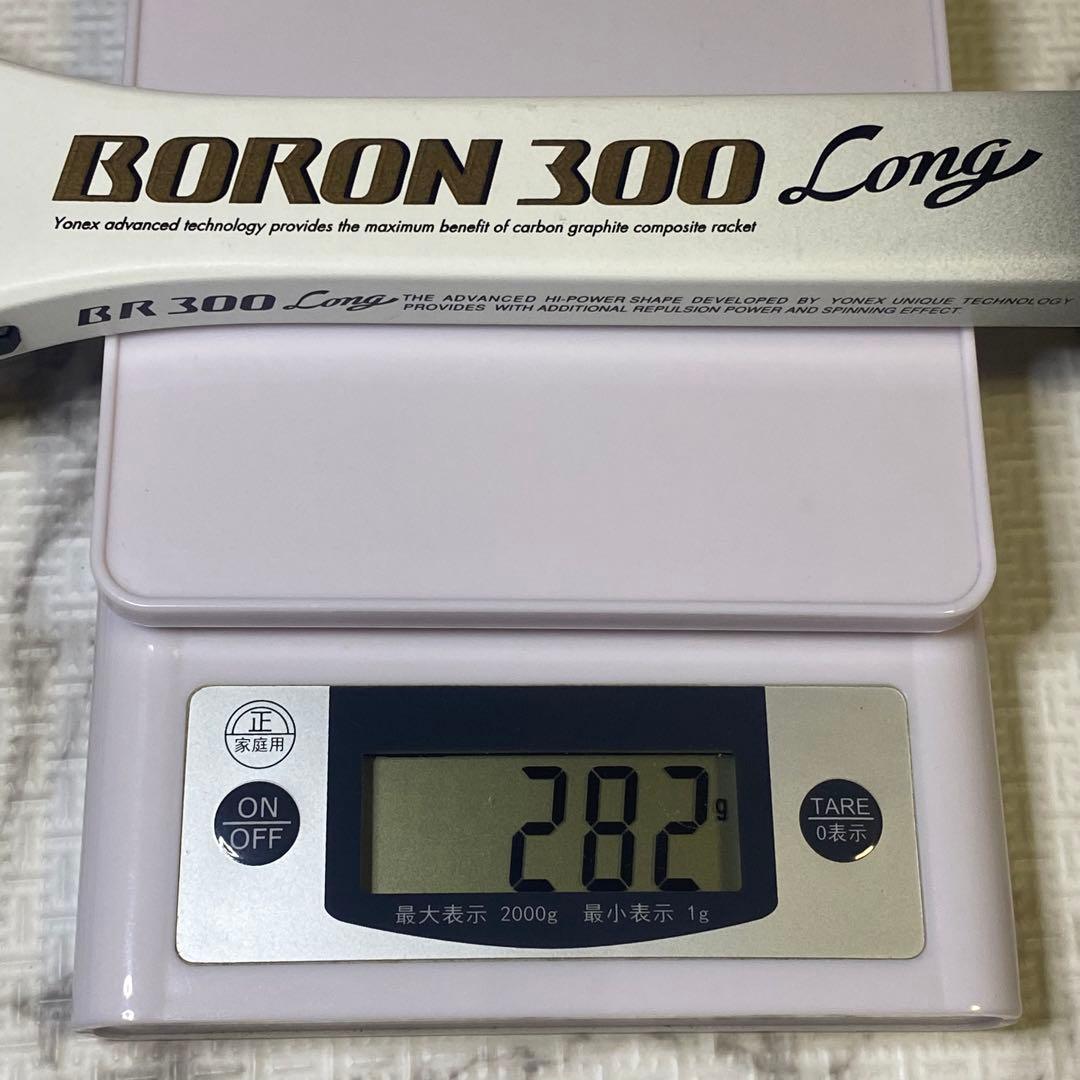 BORON 300 Long
Yonex advanced technology provides the maximum benefit of carbon graphite composite racket
BR 300 Long THE ADVANCED HI-POWER SHAPE DEVELOPED BY YONEX UNIQUE TECHNOLOGY
PROVIDES WITH ADDITIONAL REPULSION POWER AND SPINNING EFFECT.
正
家庭用
ON
OFF
282g
TARE
0表示
最大表示 2000g 最小表示 1g